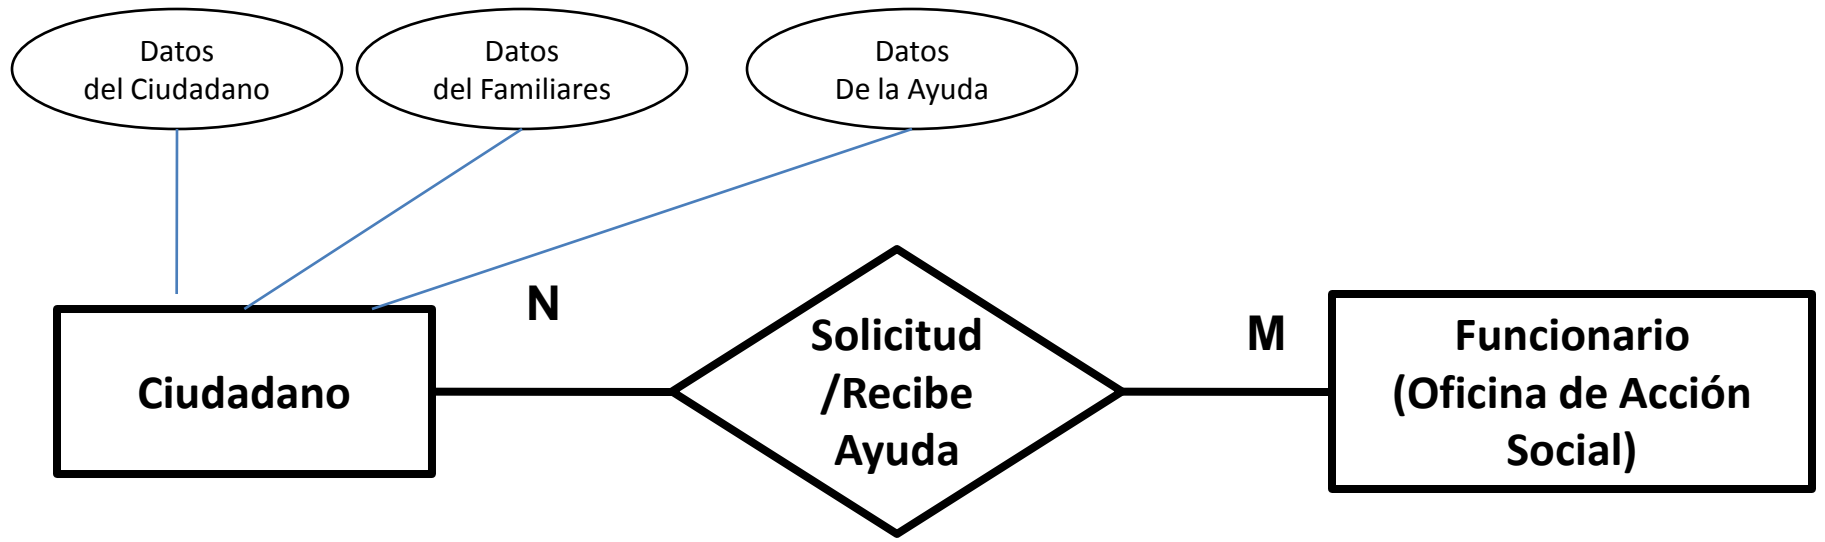 Datos
del Ciudadano
Datos
del Familiares
Datos
De la Ayuda
Ciudadano
N
Solicitud
/Recibe
Ayuda
M
Funcionario
(Oficina de Acción
Social)